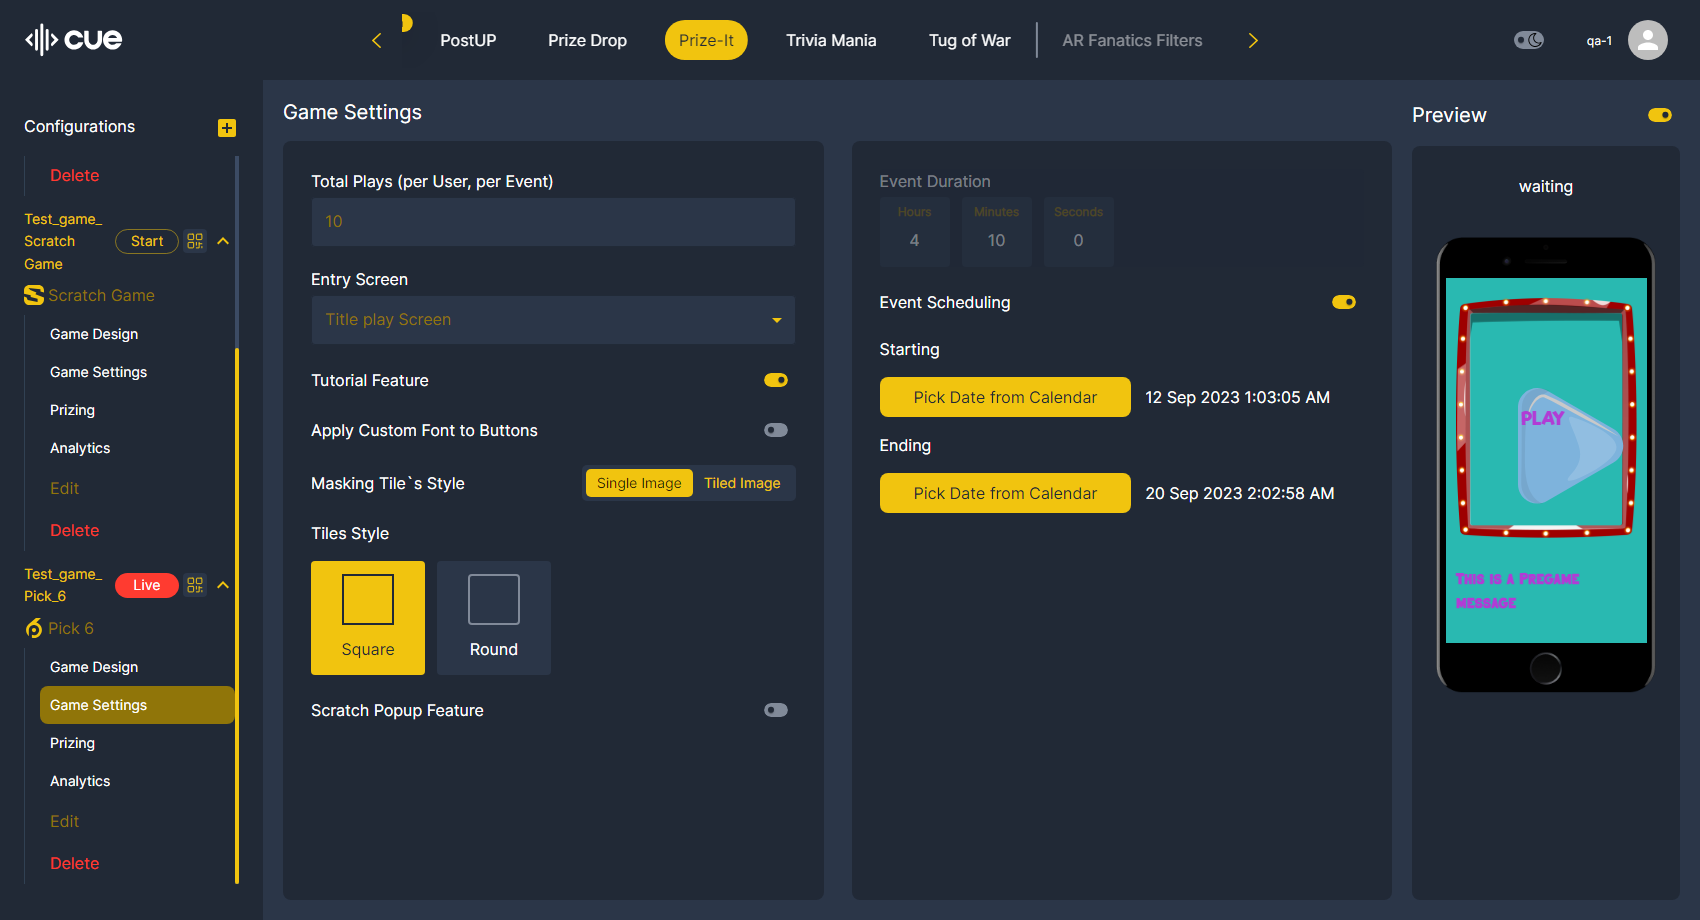 cue
PostUP
Prize Drop
Prize-It
Trivia Mania
Tug of War
AR Fanatics Filters
qa-1
Configurations
Delete
Test_game_
Scratch
Game
Start
Scratch Game
Game Design
Game Settings
Prizing
Analytics
Edit
Delete
Test_game_
Pick_6
Live
Pick 6
Game Design
Game Settings
Prizing
Analytics
Edit
Delete
Game Settings
Total Plays (per User, per Event)
10
Entry Screen
Title play Screen
Tutorial Feature
Apply Custom Font to Buttons
Masking Tile`s Style
Single Image
Tiled Image
Tiles Style
Square
Round
Scratch Popup Feature
Event Duration
Hours
Minutes
Seconds
4
10
0
Event Scheduling
Starting
Pick Date from Calendar
12 Sep 2023 1:03:05 AM
Ending
Pick Date from Calendar
20 Sep 2023 2:02:58 AM
Preview
waiting
PLAY
This is a Pregame
message